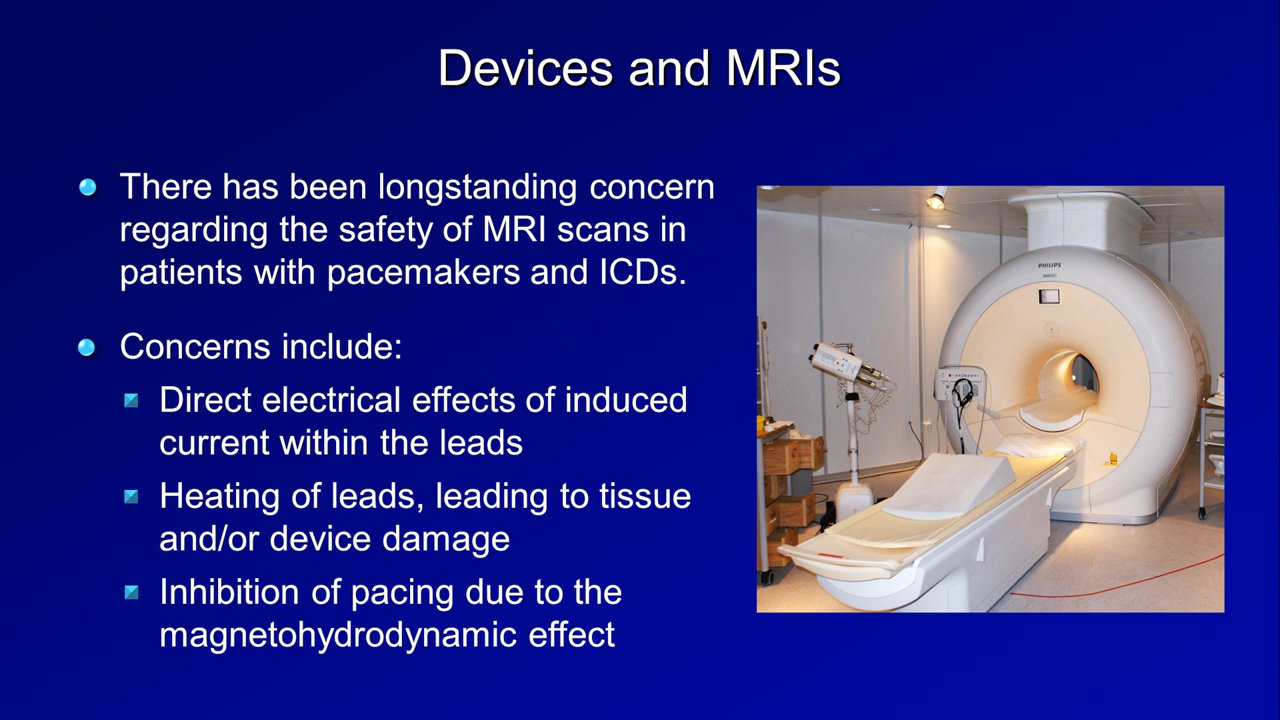 Devices and MRIs
There has been longstanding concern
regarding the safety of MRI scans in
patients with pacemakers and ICDs.
Concerns include:
Direct electrical effects of induced
current within the leads
Heating of leads, leading to tissue
and/or device damage
Inhibition of pacing due to the
magnetohydrodynamic effect
PHILIPS